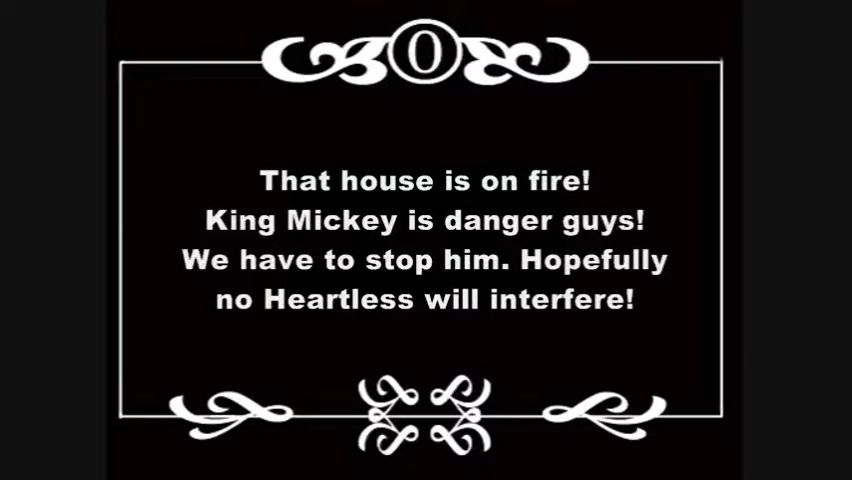 O
That house is on fire!
King Mickey is danger guys!
We have to stop him. Hopefully
no Heartless will interfere!